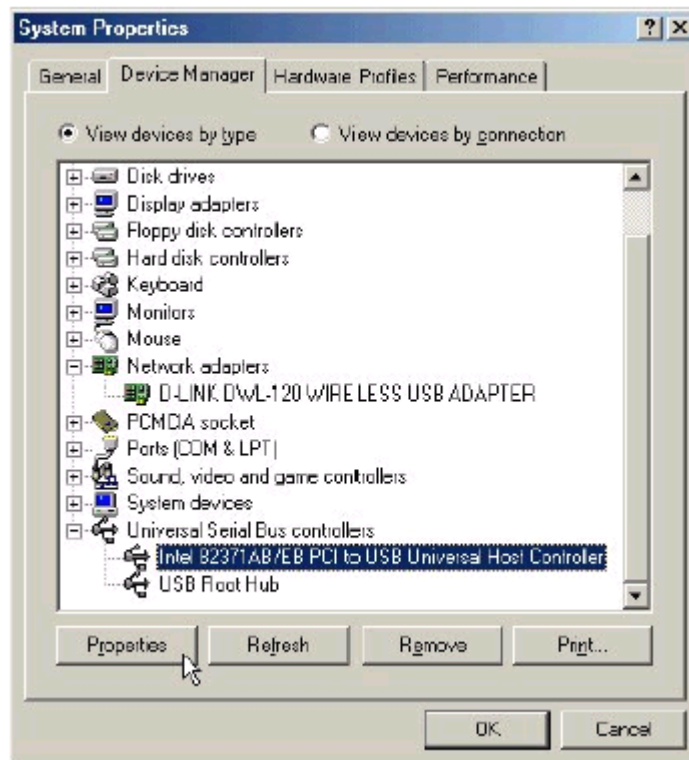 System Properties
General Device Manager Hardware Profiles Performance
View devices by type View devices by connection
Disk drives
Display adapters
Floppy disk controllers
Hard disk controllers
Keyboard
Monitors
Mouse
Network adapters
D-LINK DWL-120 WIRELESS USB ADAPTER
PCMCIA socket
Ports (COM & LPT)
Sound, video and game controllers
System devices
Universal Serial Bus controllers
Intel 82371AB/EB PCI to USB Universal Host Controller
USB Root Hub
Properties Refresh Remove Print...
OK Cancel